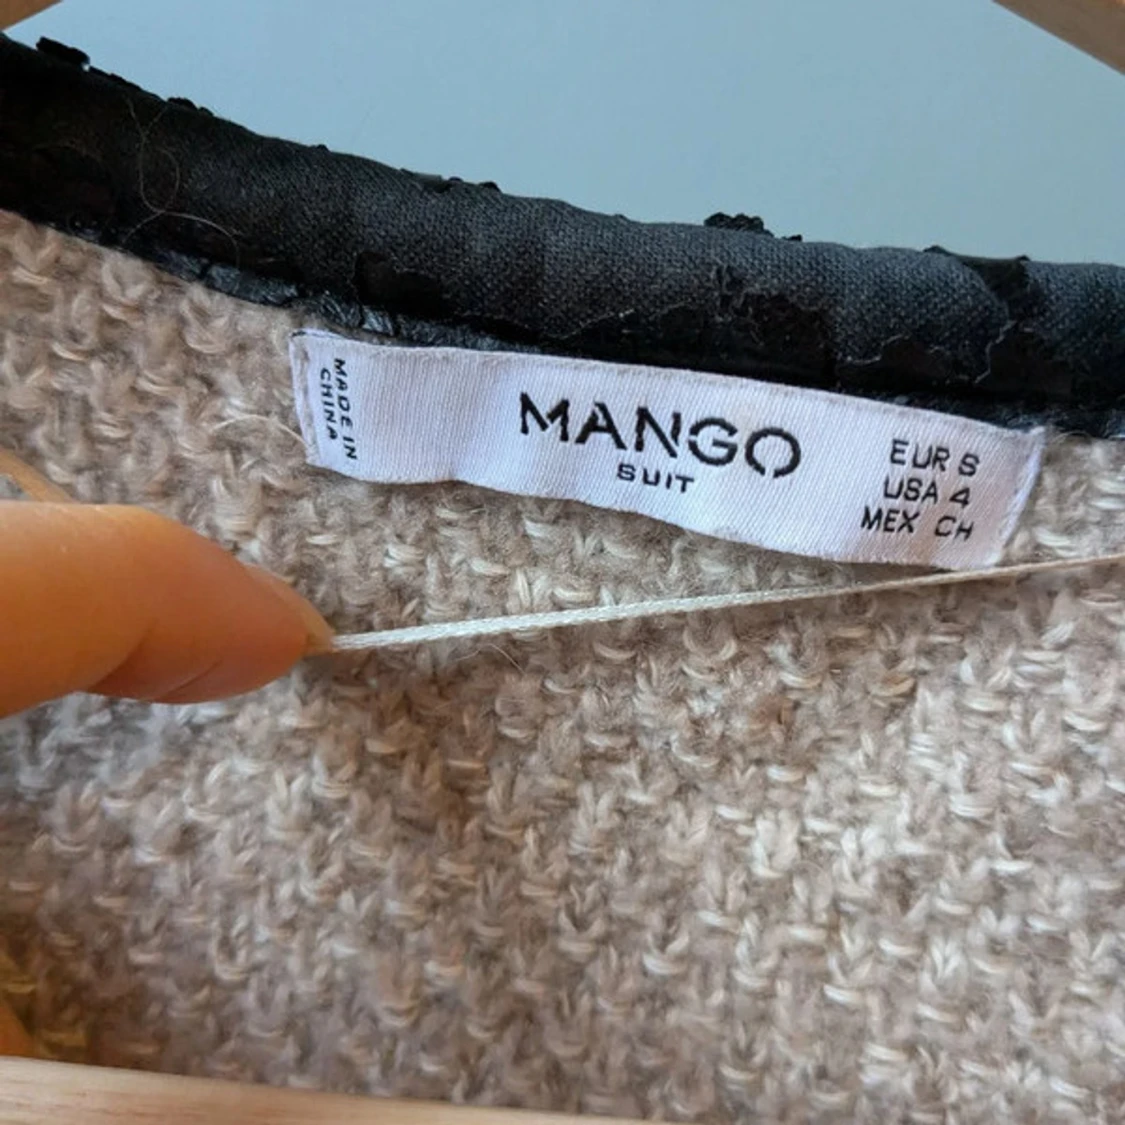 MADE IN
CHINA
MANGO
SUIT
EUR S
USA 4
MEX CH